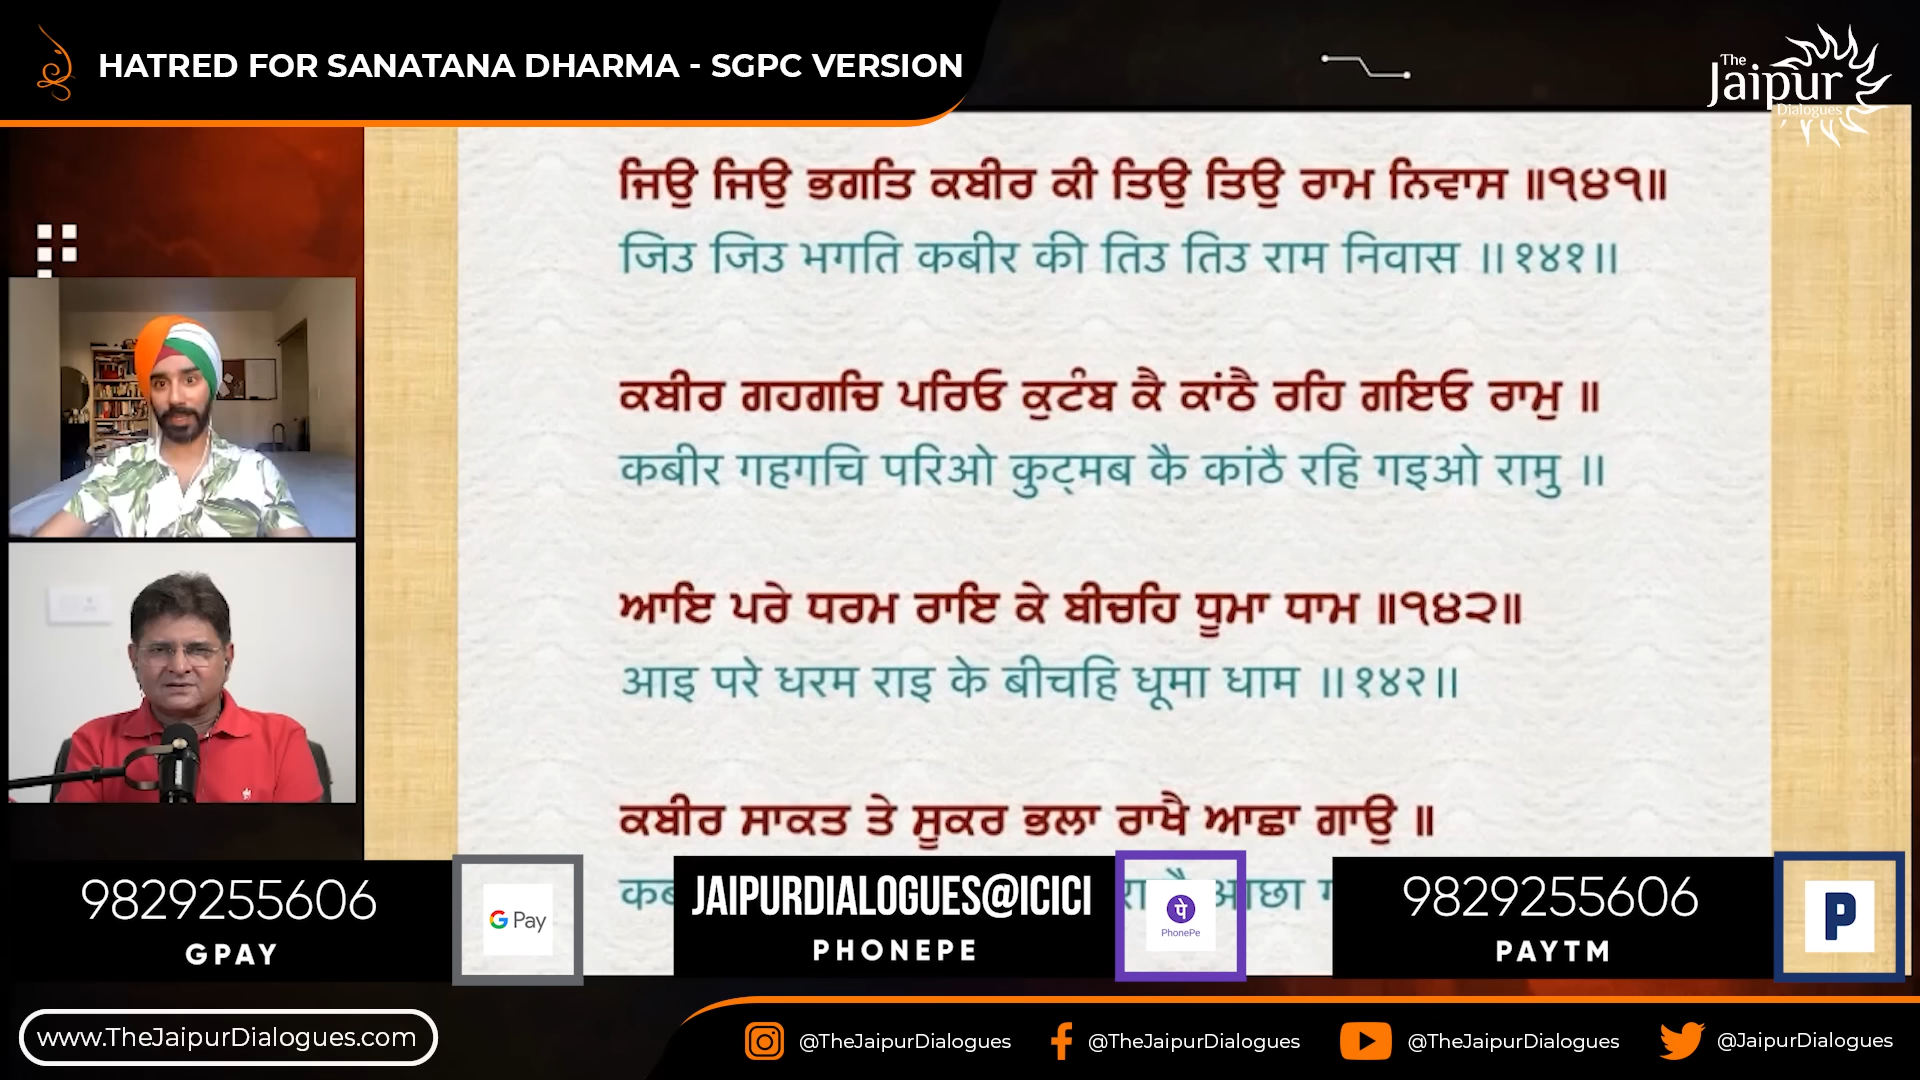 HATRED FOR SANATANA DHARMA - SGPC VERSION
The
Jaipur
Dialogues
ਜਿਉ ਜਿਉ ਭਗਤਿ ਕਬੀਰ ਕੀ ਤਿਉ ਤਿਉ ਰਾਮ ਨਿਵਾਸ ॥੧੪੧॥
जिउ जिउ भगति कबीर की तिउ तिउ राम निवास ॥१४१॥
ਕਬੀਰ ਗਹਗਚਿ ਪਰਿਓ ਕੁਟੰਬ ਕੈ ਕਾਂਠੈ ਰਹਿ ਗਇਓ ਰਾਮੁ ॥
कबीर गहगचि परिओ कुट्मब कै कांठै रहि गइओ रामु ॥
ਆਇ ਪਰੇ ਧਰਮ ਰਾਇ ਕੇ ਬੀਚਹਿ ਧੂਮਾ ਧਾਮ ॥੧੪੨॥
आइ परे धरम राइ के बीचहि धूमा धाम ॥१४२॥
ਕਬੀਰ ਸਾਕਤ ਤੇ ਸੂਕਰ ਭਲਾ ਰਾਖੈ ਆਛਾ ਗਾਉ ॥
आछा
9829255606
GPAY
G Pay
JAIPURDIALOGUES@ICICI
PHONEPE
पे
PhonePe
9829255606
PAYTM
P
www.TheJaipurDialogues.com
@TheJaipurDialogues
@TheJaipurDialogues
@TheJaipurDialogues
@JaipurDialogues